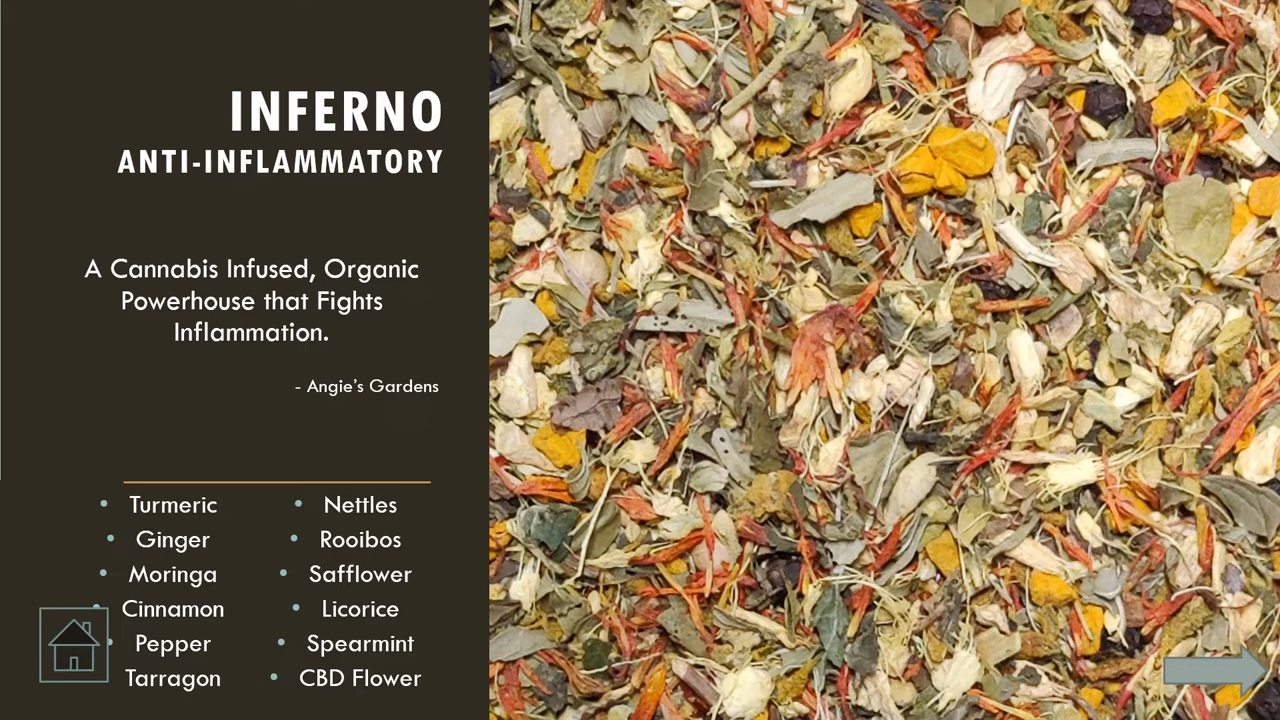 INFERNO
ANTI-INFLAMMATORY
A Cannabis Infused, Organic
Powerhouse that Fights
Inflammation.
- Angie's Gardens
• Turmeric
• Ginger
• Moringa
• Cinnamon
• Pepper
Tarragon
• Nettles
• Rooibos
• Safflower
• Licorice
• Spearmint
• CBD Flower